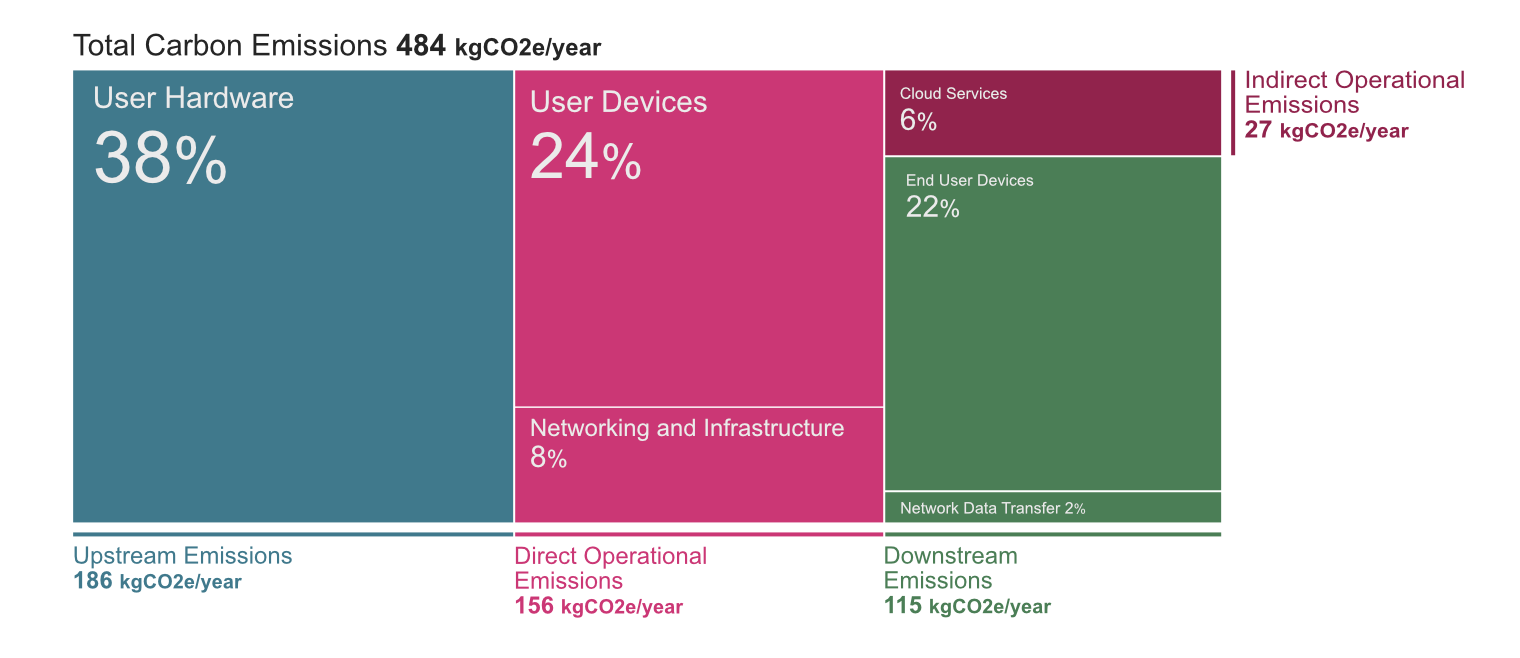 Total Carbon Emissions 484 kgCO2e/year
User Hardware
38%
User Devices
24%
Networking and Infrastructure
8%
Cloud Services
6%
End User Devices
22%
Network Data Transfer 2%
Indirect Operational
Emissions
27 kgCO2e/year
Upstream Emissions
186 kgCO2e/year
Direct Operational
Emissions
156 kgCO2e/year
Downstream
Emissions
115 kgCO2e/year